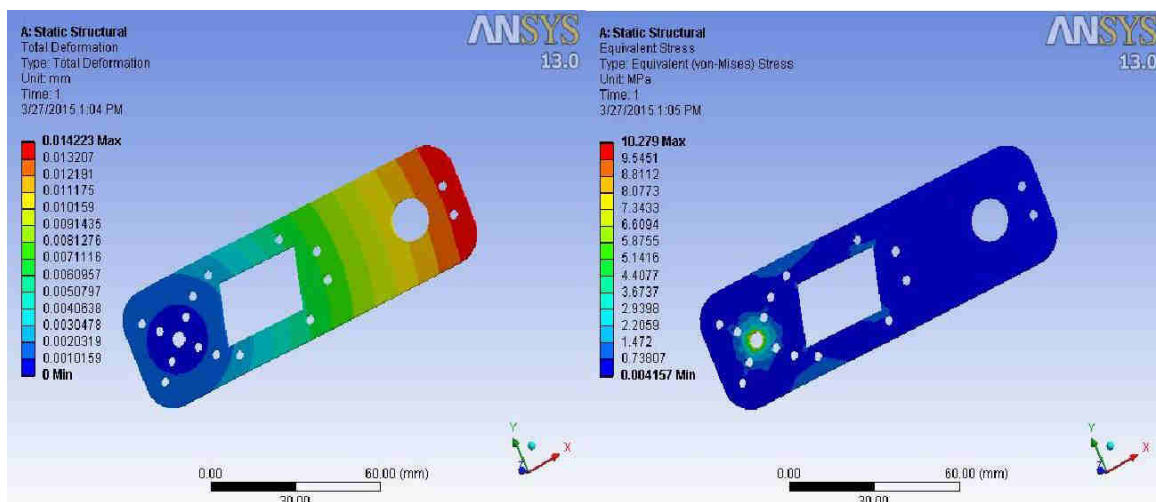 A: Static Structural
Total Deformation
Type: Total Deformation
Unit: mm
Time: 1
3/27/2015 1:04 PM
ANSYS
13.0
0.014223 Max
0.013207
0.012191
0.011175
0.010159
0.0091435
0.0081276
0.0071116
0.0060957
0.0050797
0.0040638
0.0030478
0.0020319
0.0010159
0 Min
Y
X
Z
0.00
60.00 (mm)
30.00
A: Static Structural
Equivalent Stress
Type: Equivalent (von-Mises) Stress
Unit: MPa
Time: 1
3/27/2015 1:05 PM
ANSYS
13.0
10.279 Max
9.5451
8.8112
8.0773
7.3433
6.6094
5.8755
5.1416
4.4077
3.6737
2.9398
2.2059
1.472
0.73807
0.004157 Min
Y
X
Z
0.00
60.00 (mm)
30.00